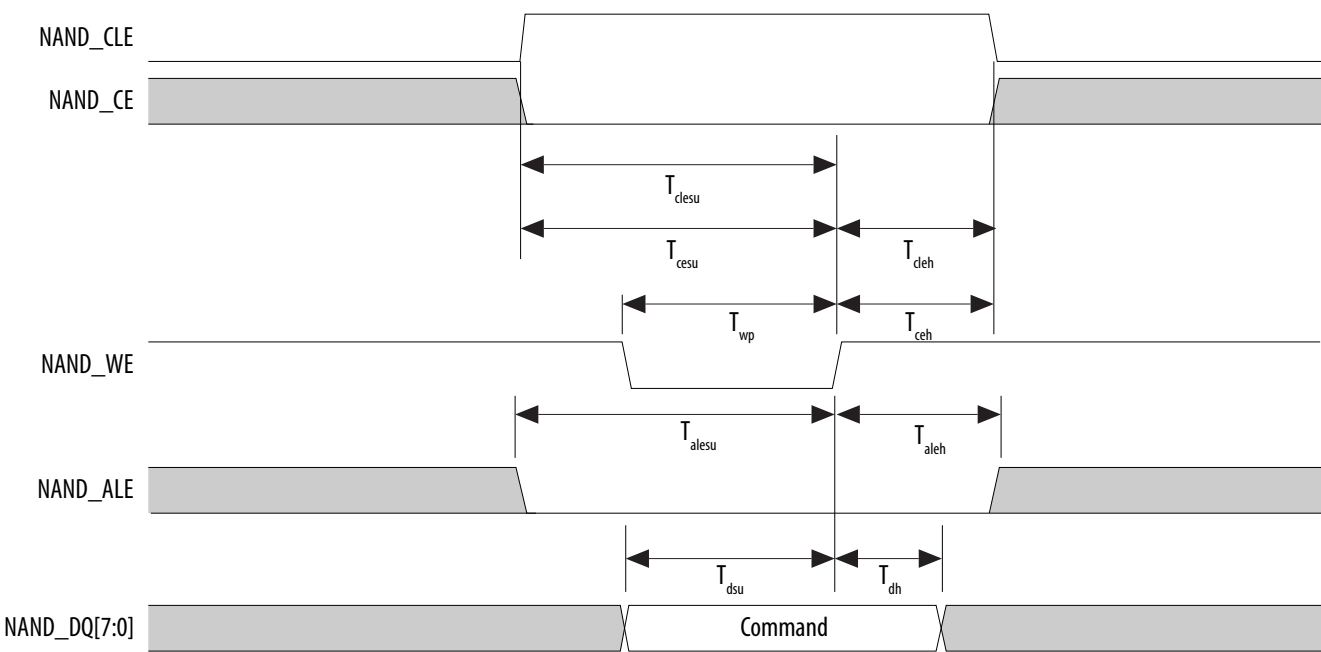 NAND_CLE
NAND_CE
T_clesu
T_cesu
T_cleh
T_wp
T_ceh
NAND_WE
T_alesu
T_aleh
NAND_ALE
T_dsu
T_dh
NAND_DQ[7:0]
Command